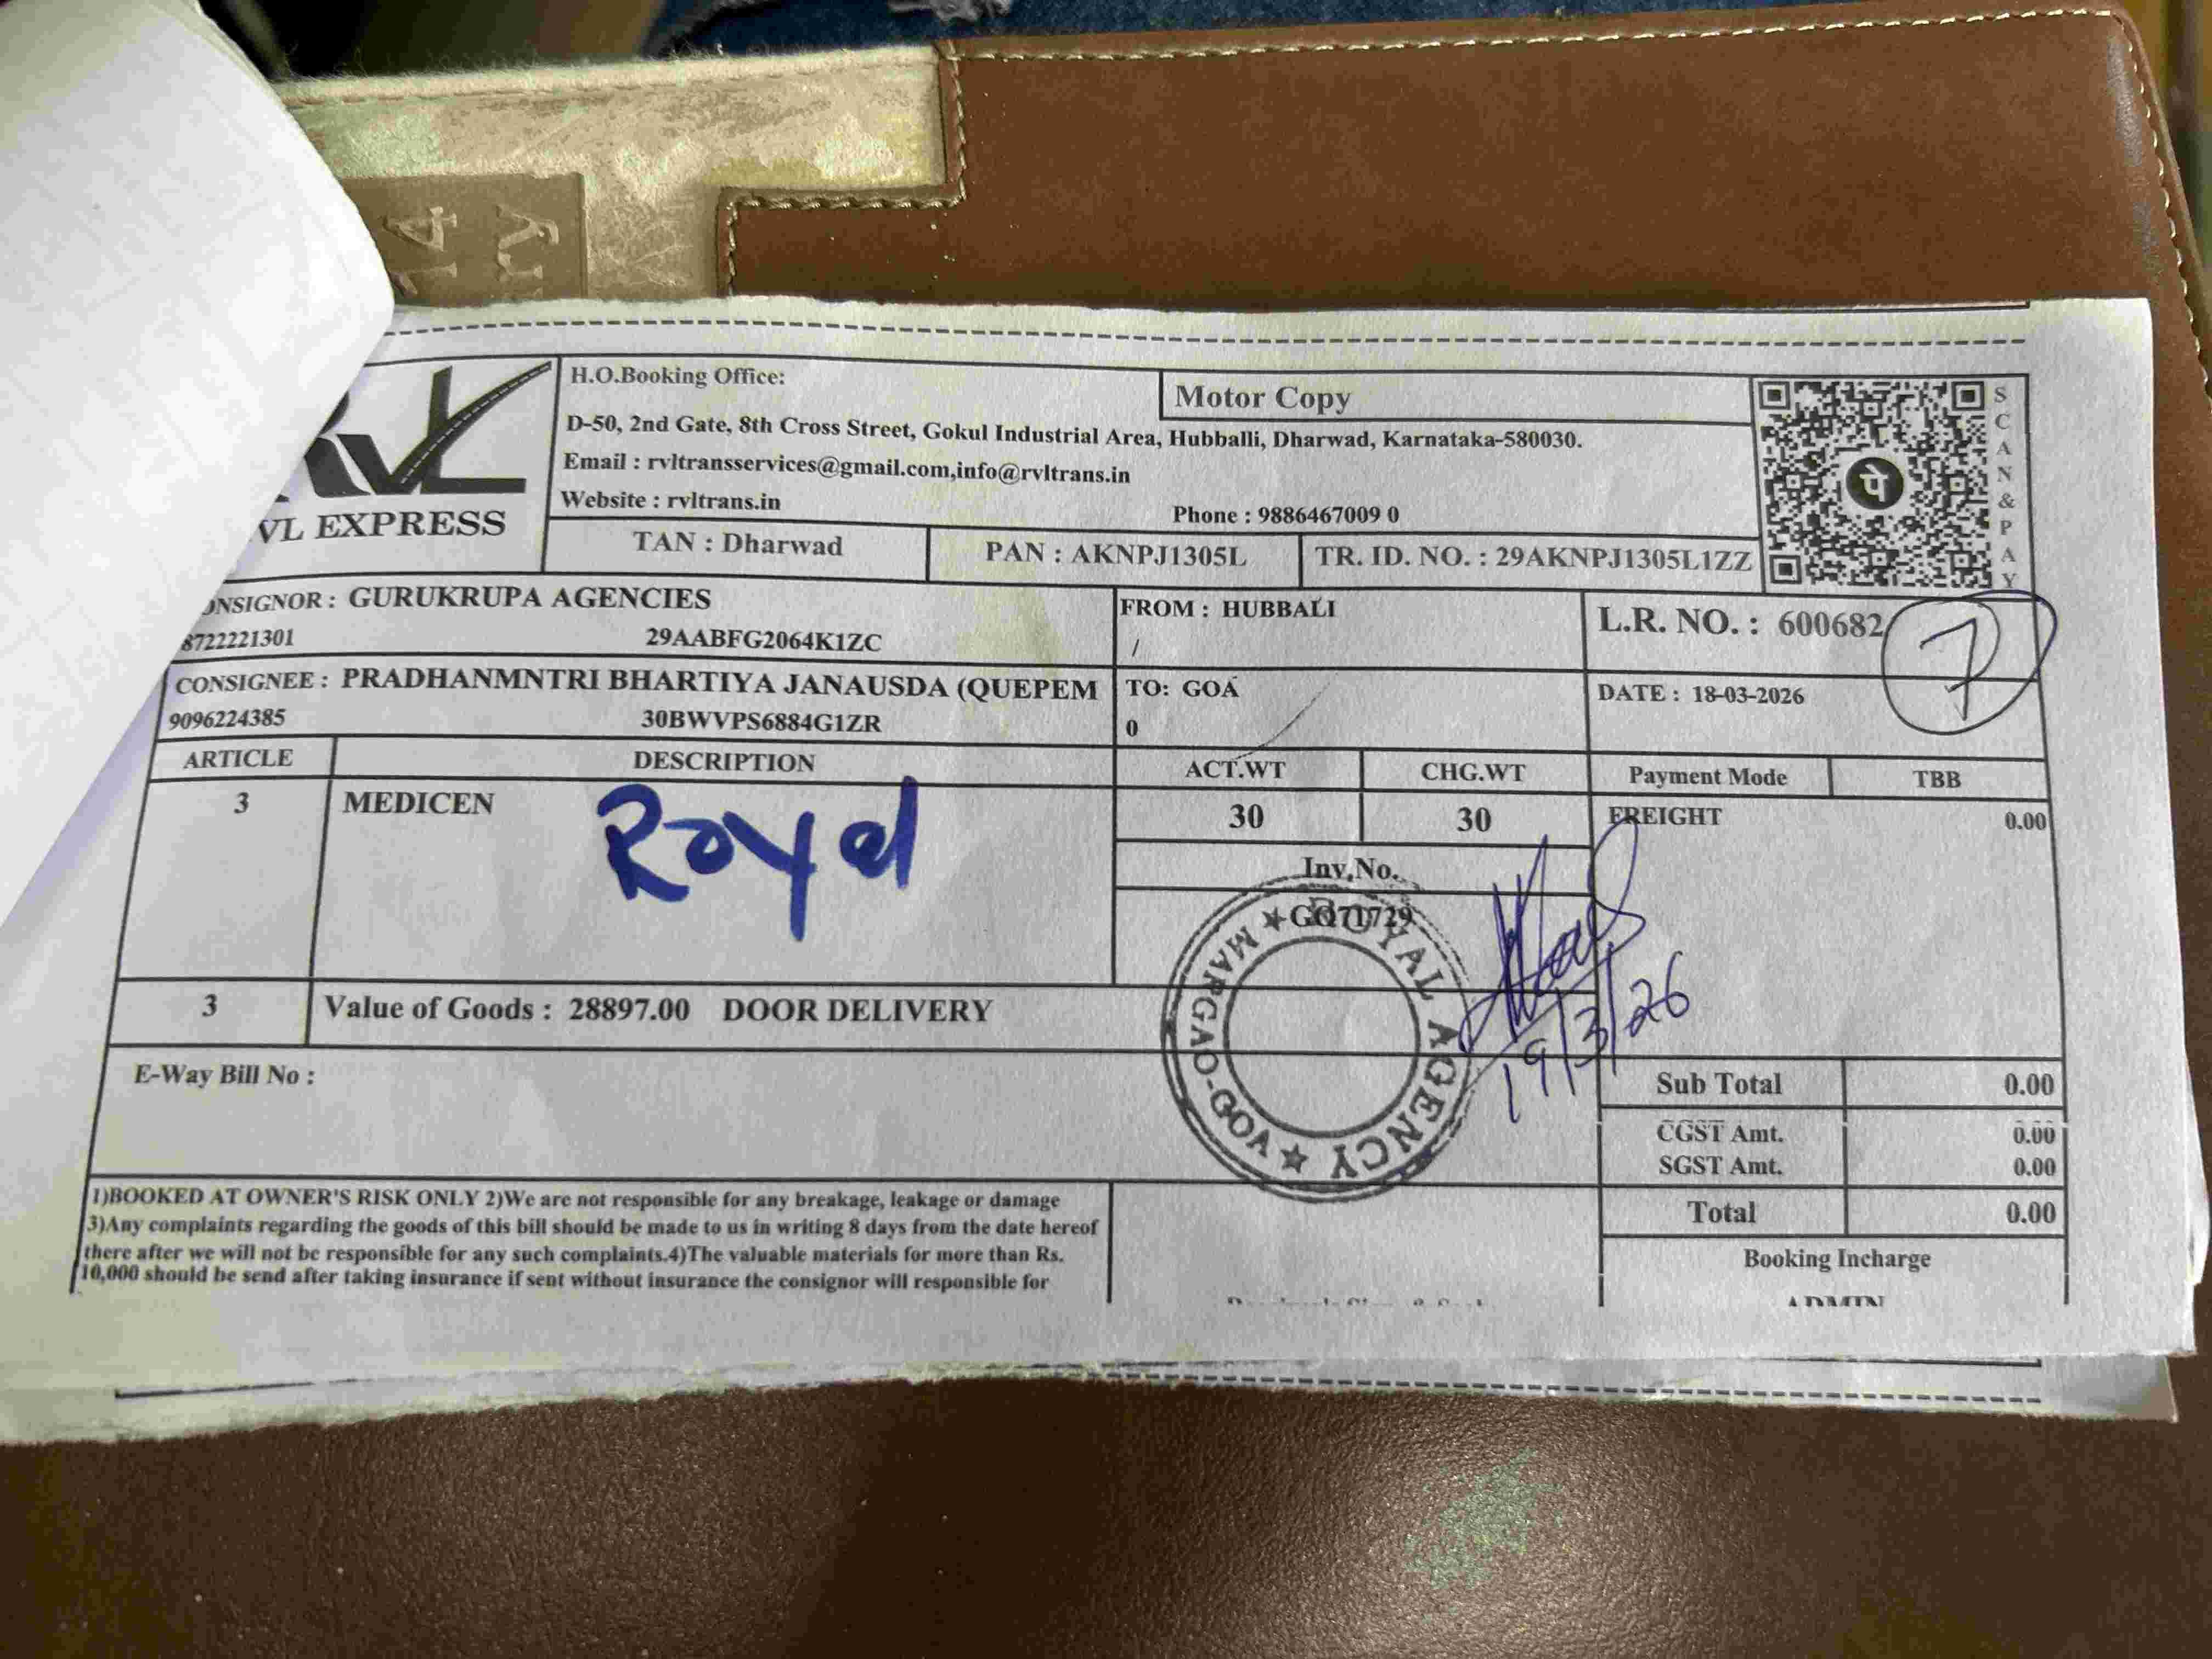 H.O.Booking Office:
Motor Copy
D-50, 2nd Gate, 8th Cross Street, Gokul Industrial Area, Hubballi, Dharwad, Karnataka-580030.
Email : rvltransservices@gmail.com,info@rvltrans.in
Website : rvltrans.in
Phone : 9886467009 0
VL EXPRESS
TAN : Dharwad
PAN : AKNPJ1305L
TR. ID. NO. : 29AKNPJ1305L1ZZ
पे
SCAN&PAY
ONSIGNOR : GURUKRUPA AGENCIES
8722221301 29AABFG2064K1ZC
FROM : HUBBALI
/
L.R. NO. : 600682
7
CONSIGNEE : PRADHANMNTRI BHARTIYA JANAUSDA (QUEPEM
9096224385 30BWVPS6884G1ZR
TO: GOA
0
DATE : 18-03-2026
ARTICLE DESCRIPTION ACT.WT CHG.WT Payment Mode TBB
3 MEDICEN 30 30 FREIGHT 0.00
Royal
Inv.No.
GQ71729
ROYAL AGENCY
MARGAO-GOA
19/3/26
3 Value of Goods : 28897.00 DOOR DELIVERY
E-Way Bill No :
Sub Total 0.00
CGST Amt. 0.00
SGST Amt. 0.00
Total 0.00
Booking Incharge
ADMIN
1)BOOKED AT OWNER'S RISK ONLY 2)We are not responsible for any breakage, leakage or damage
3)Any complaints regarding the goods of this bill should be made to us in writing 8 days from the date hereof
there after we will not be responsible for any such complaints.4)The valuable materials for more than Rs.
10,000 should be send after taking insurance if sent without insurance the consignor will responsible for